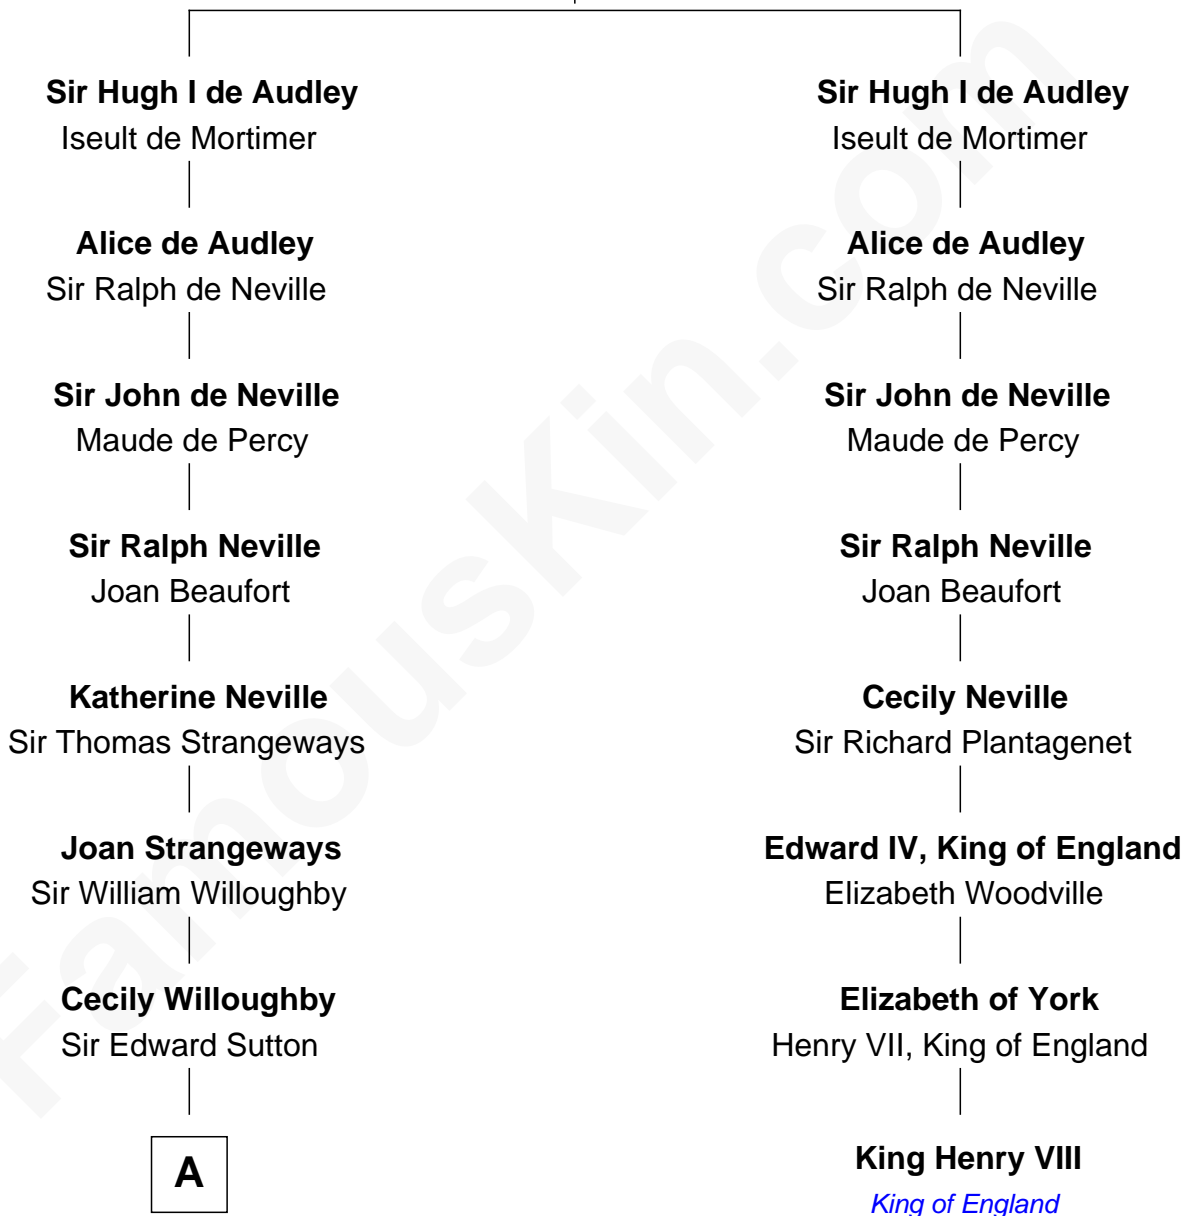 Sir Hugh I de Audley
Iseult de Mortimer
Alice de Audley
Sir Ralph de Neville
Sir John de Neville
Maude de Percy
Sir Ralph Neville
Joan Beaufort
Katherine Neville
Sir Thomas Strangeways
Joan Strangeways
Sir William Willoughby
Cecily Willoughby
Sir Edward Sutton
A
Sir Hugh I de Audley
Iseult de Mortimer
Alice de Audley
Sir Ralph de Neville
Sir John de Neville
Maude de Percy
Sir Ralph Neville
Joan Beaufort
Cecily Neville
Sir Richard Plantagenet
Edward IV, King of England
Elizabeth Woodville
Elizabeth of York
Henry VII, King of England
King Henry VIII
King of England
FamousKin.com